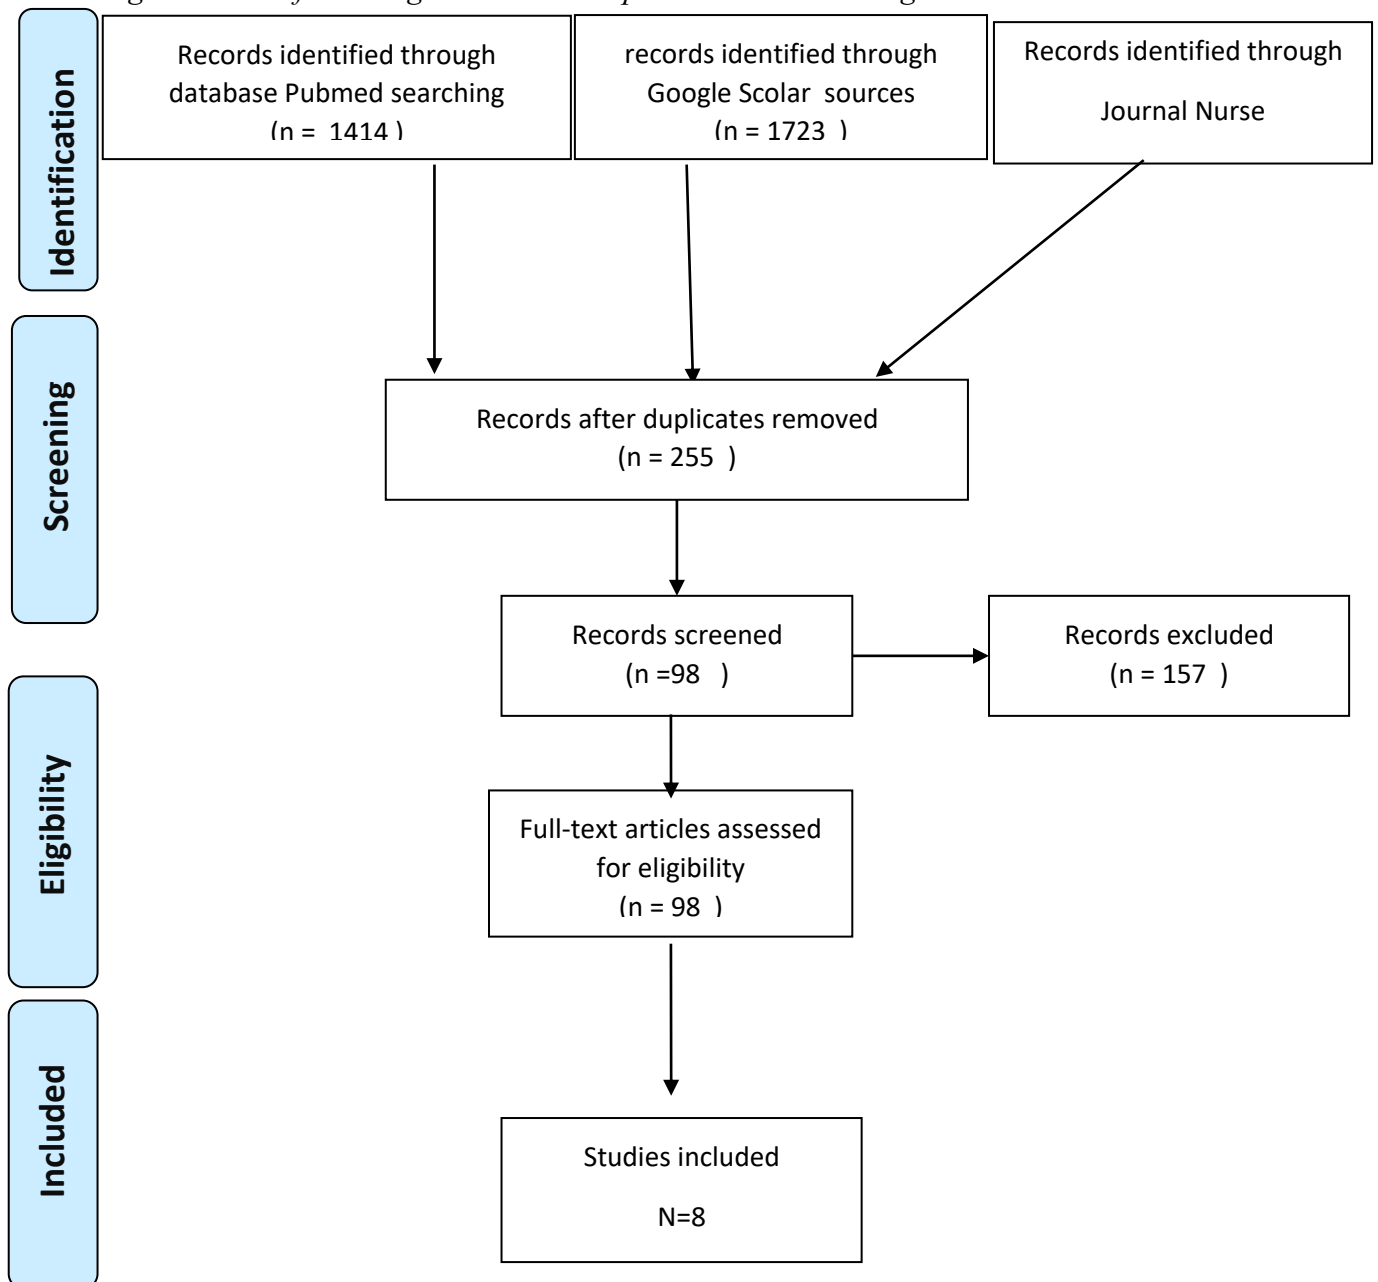 Identification
Records identified through
database Pubmed searching
(n = 1414 )
records identified through
Google Scolar sources
(n = 1723 )
Records identified through
Journal Nurse
Screening
Records after duplicates removed
(n = 255 )
Records screened
(n =98 )
Records excluded
(n = 157 )
Eligibility
Full-text articles assessed
for eligibility
(n = 98 )
Included
Studies included
N=8